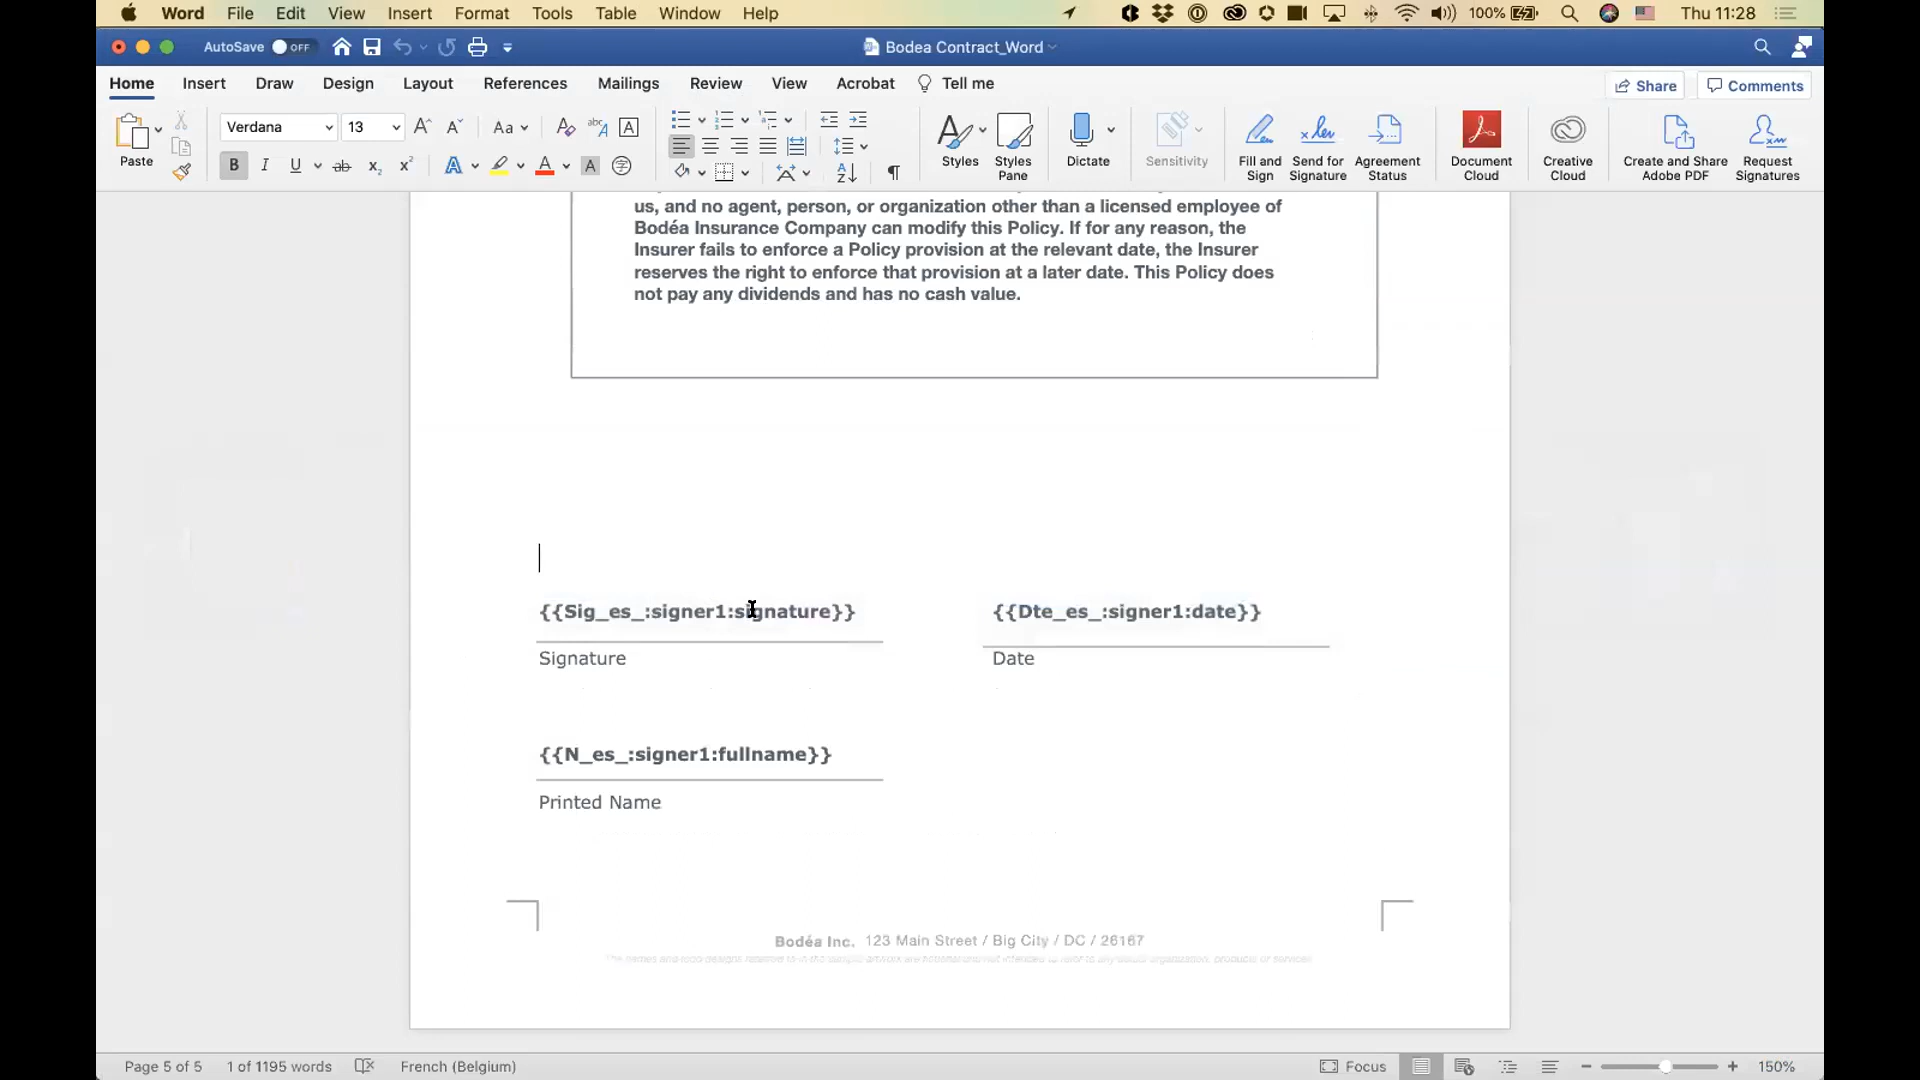 Word File Edit View Insert Format Tools Table Window Help 100% Thu 11:28
AutoSave OFF Bodea Contract_Word
Home Insert Draw Design Layout References Mailings Review View Acrobat Tell me Share Comments
Verdana 13 Aa
Paste Styles Styles Pane Dictate Sensitivity Fill and Sign Send for Signature Agreement Status Document Cloud Creative Cloud Create and Share Adobe PDF Request Signatures
us, and no agent, person, or organization other than a licensed employee of
Bodéa Insurance Company can modify this Policy. If for any reason, the
Insurer fails to enforce a Policy provision at the relevant date, the Insurer
reserves the right to enforce that provision at a later date. This Policy does
not pay any dividends and has no cash value.
{{Sig_es_:signer1:signature}} {{Dte_es_:signer1:date}}
Signature Date
{{N_es_:signer1:fullname}}
Printed Name
Bodéa Inc. 123 Main Street / Big City / DC / 26167
Page 5 of 5 1 of 1195 words French (Belgium) Focus 150%